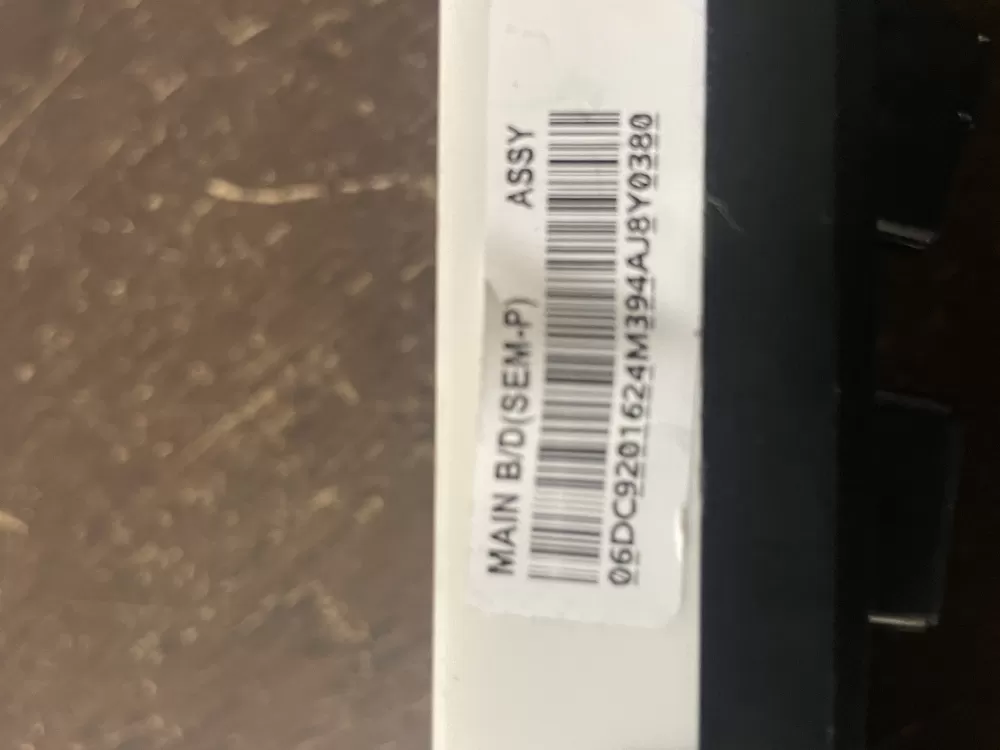 MAIN B/D(SEM-P) ASSY
06DC9201624M394AJ8Y0380